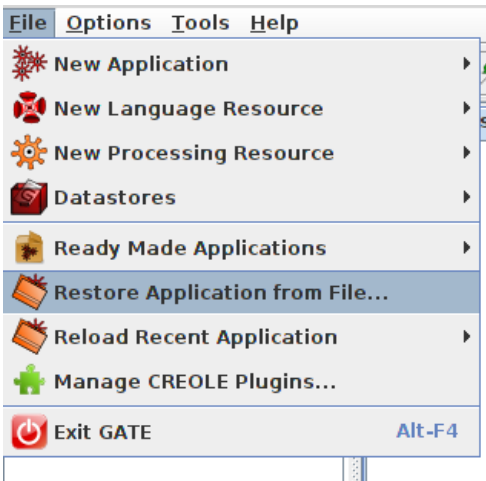 File Options Tools Help
New Application
New Language Resource
New Processing Resource
Datastores
Ready Made Applications
Restore Application from File...
Reload Recent Application
Manage CREOLE Plugins...
Exit GATE Alt-F4